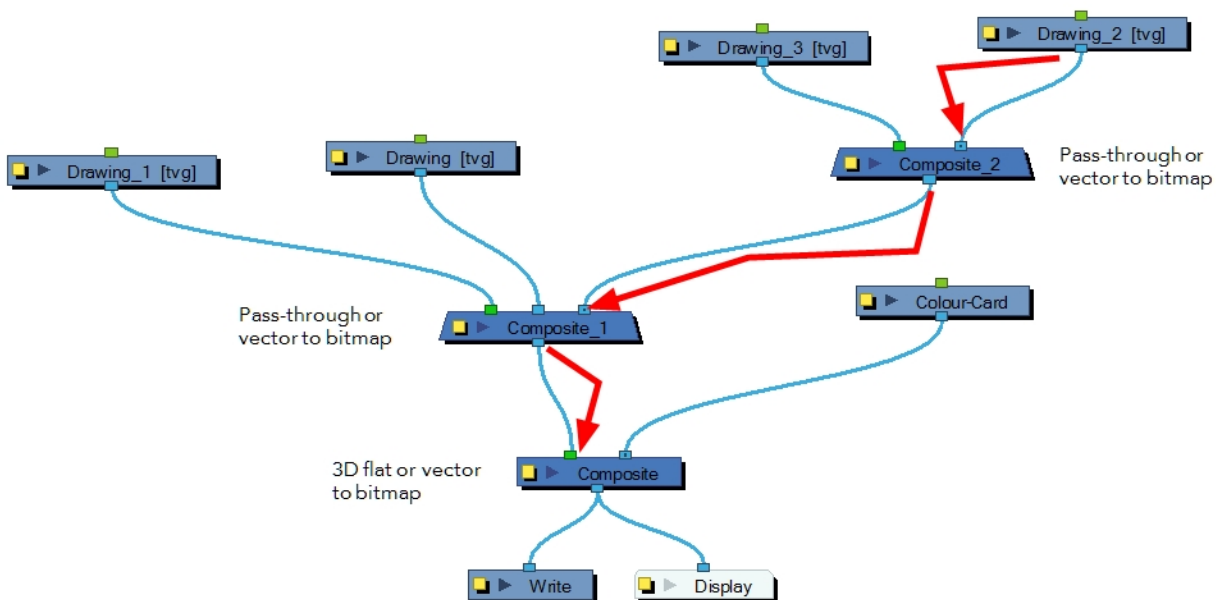 Drawing_3 [tvg]
Drawing_2 [tvg]
Drawing_1 [tvg]
Drawing [tvg]
Composite_2
Pass-through or
vector to bitmap
Colour-Card
Pass-through or
vector to bitmap
Composite_1
3D flat or vector
to bitmap
Composite
Write
Display